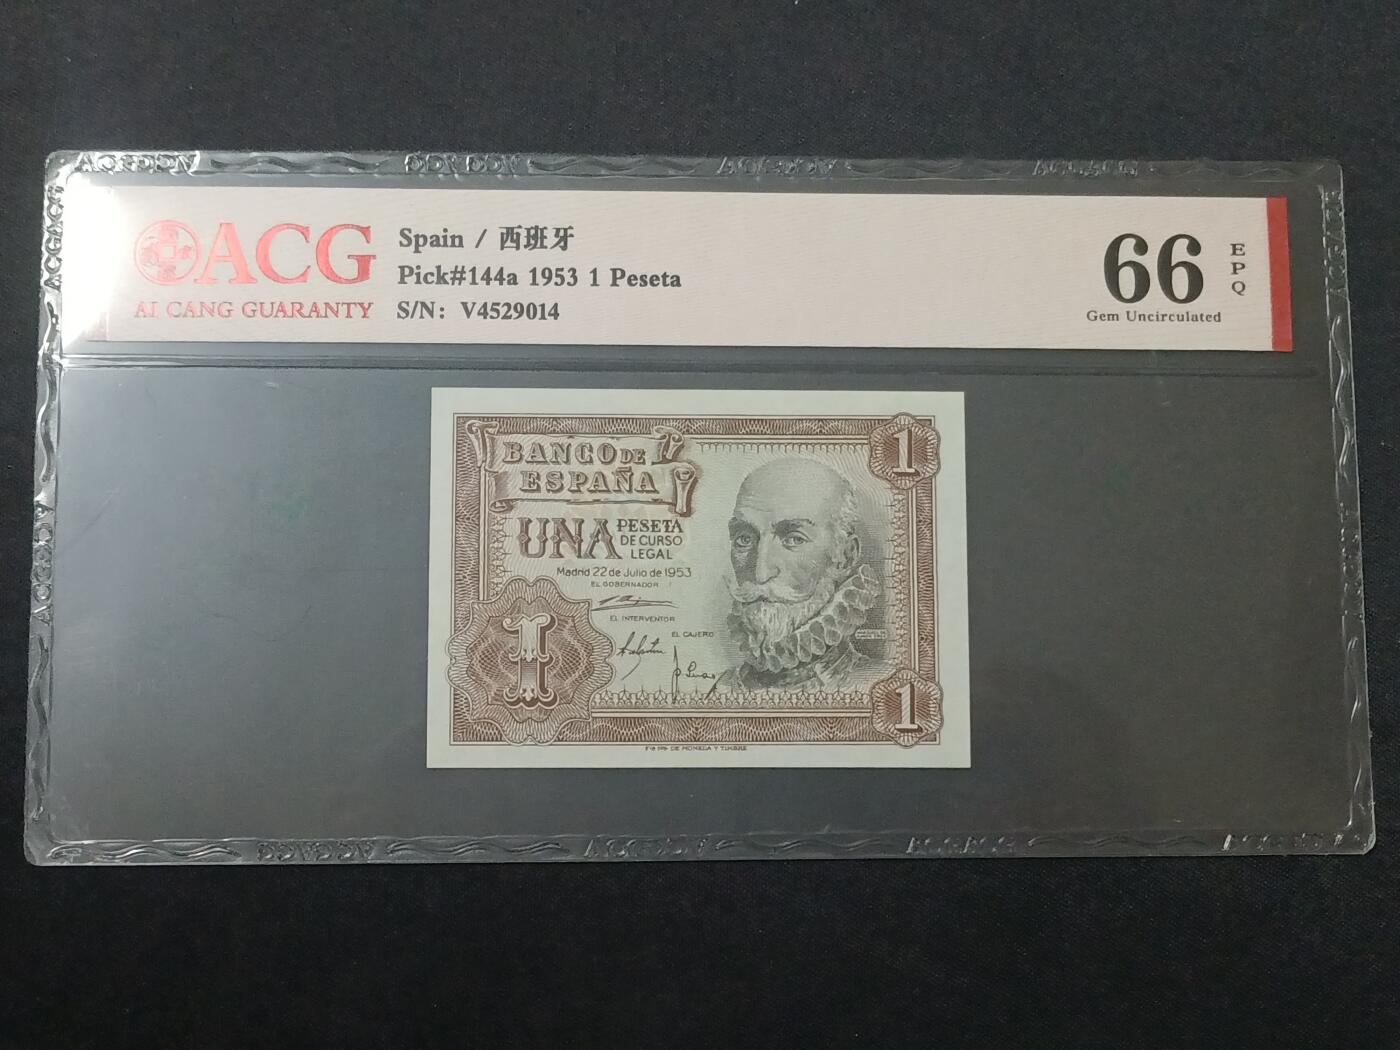 ACG
AI CANG GUARANTY
Spain / 西班牙
Pick#144a 1953 1 Peseta
S/N: V4529014
66
EPQ
Gem Uncirculated
BANCO DE
ESPAÑA
UNA PESETA
DE CURSO
LEGAL
Madrid 22 de Julio de 1953
EL GOBERNADOR
EL INTERVENTOR
EL CAJERO
1
1
1